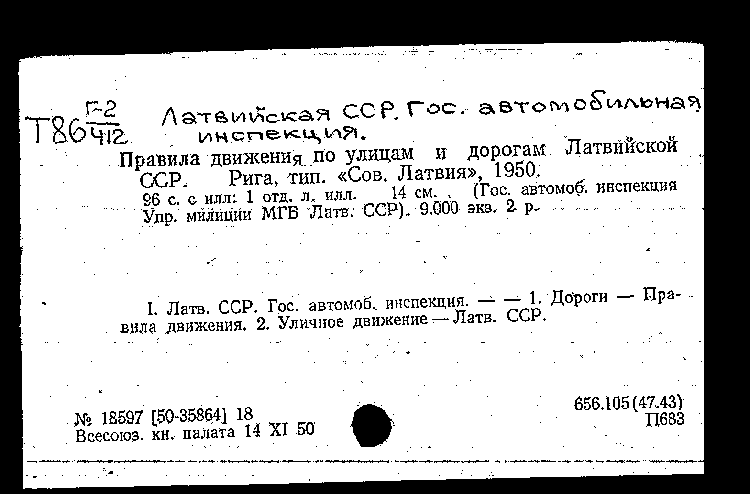 Г-2
Т86 412
Латвийская ССР. Гос. автомобильная
инспекция.
Правила движения по улицам и дорогам Латвийской
ССР. Рига, тип. «Сов. Латвия», 1950.
96 с. с илл; 1 отд. л. илл. 14 см. (Гос. автомоб. инспекция
Упр. милиции МГБ Латв. ССР). 9.000 экз. 2 р.
I. Латв. ССР. Гос. автомоб. инспекция. — — 1. Дороги — Пра-
вила движения. 2. Уличное движение — Латв. ССР.
№ 18597 [50-35864] 18
656.105(47.43)
Всесоюз. кн. палата 14 XI 50
П683